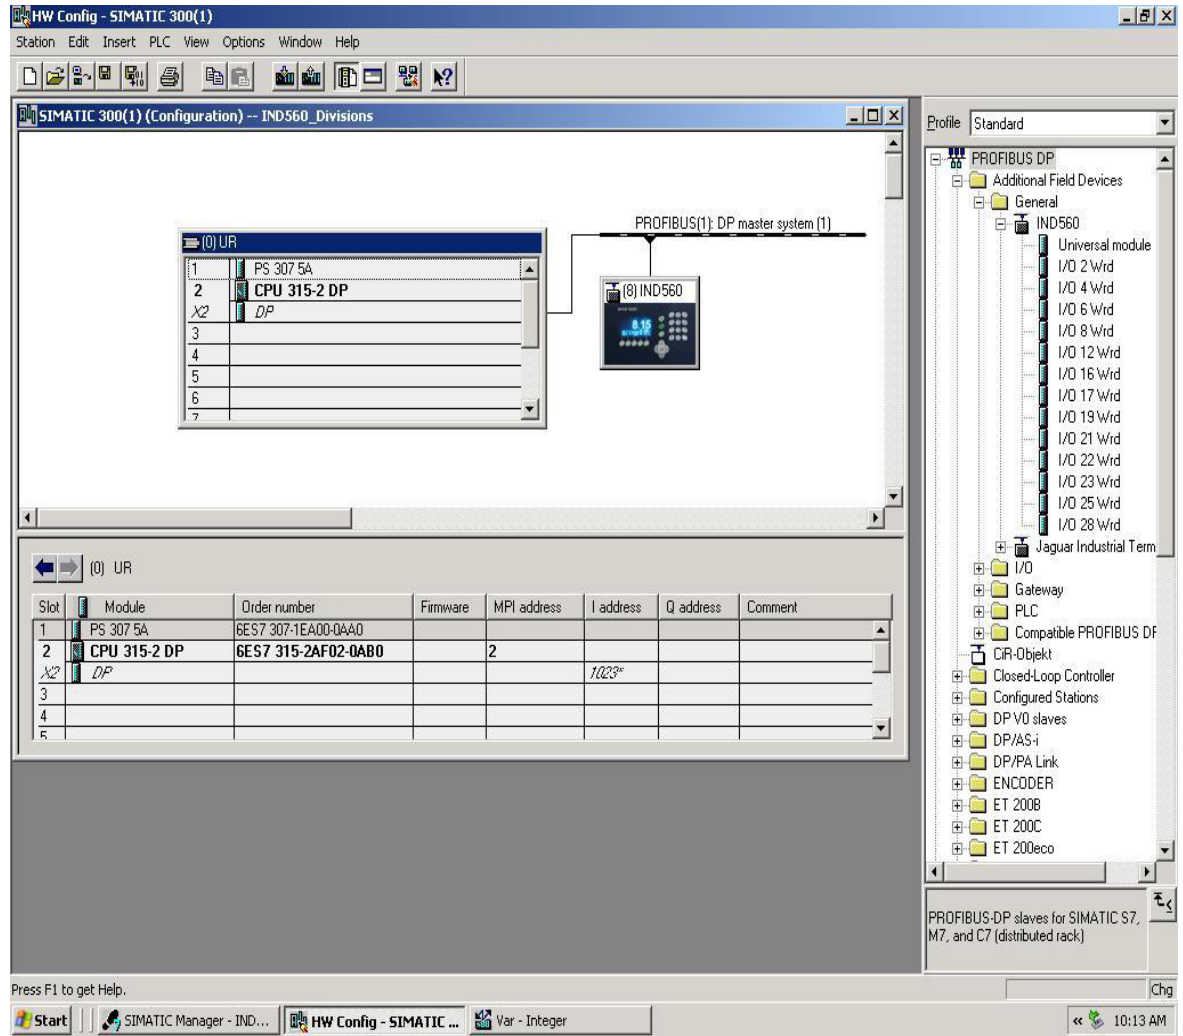 HW Config - SIMATIC 300(1)
Station Edit Insert PLC View Options Window Help
SIMATIC 300(1) (Configuration) -- IND560_Divisions
PROFIBUS(1): DP master system (1)
(0) UR
1 PS 307 5A
2 CPU 315-2 DP
X2 DP
3
4
5
6
7
(8) IND560
8.15
(0) UR
Slot Module Order number Firmware MPI address I address Q address Comment
1 PS 307 5A 6ES7 307-1EA00-0AA0
2 CPU 315-2 DP 6ES7 315-2AF02-0AB0 2
X2 DP 1023*
3
4
5
Profile Standard
PROFIBUS DP
Additional Field Devices
General
IND560
Universal module
I/O 2 Wrd
I/O 4 Wrd
I/O 6 Wrd
I/O 8 Wrd
I/O 12 Wrd
I/O 16 Wrd
I/O 17 Wrd
I/O 19 Wrd
I/O 21 Wrd
I/O 22 Wrd
I/O 23 Wrd
I/O 25 Wrd
I/O 28 Wrd
Jaguar Industrial Term
I/O
Gateway
PLC
Compatible PROFIBUS DP
CiR-Objekt
Closed-Loop Controller
Configured Stations
DP V0 slaves
DP/AS-i
DP/PA Link
ENCODER
ET 200B
ET 200C
ET 200eco
PROFIBUS-DP slaves for SIMATIC S7,
M7, and C7 (distributed rack)
Press F1 to get Help.
Chg
Start SIMATIC Manager - IND... HW Config - SIMATIC ... Var - Integer « 10:13 AM